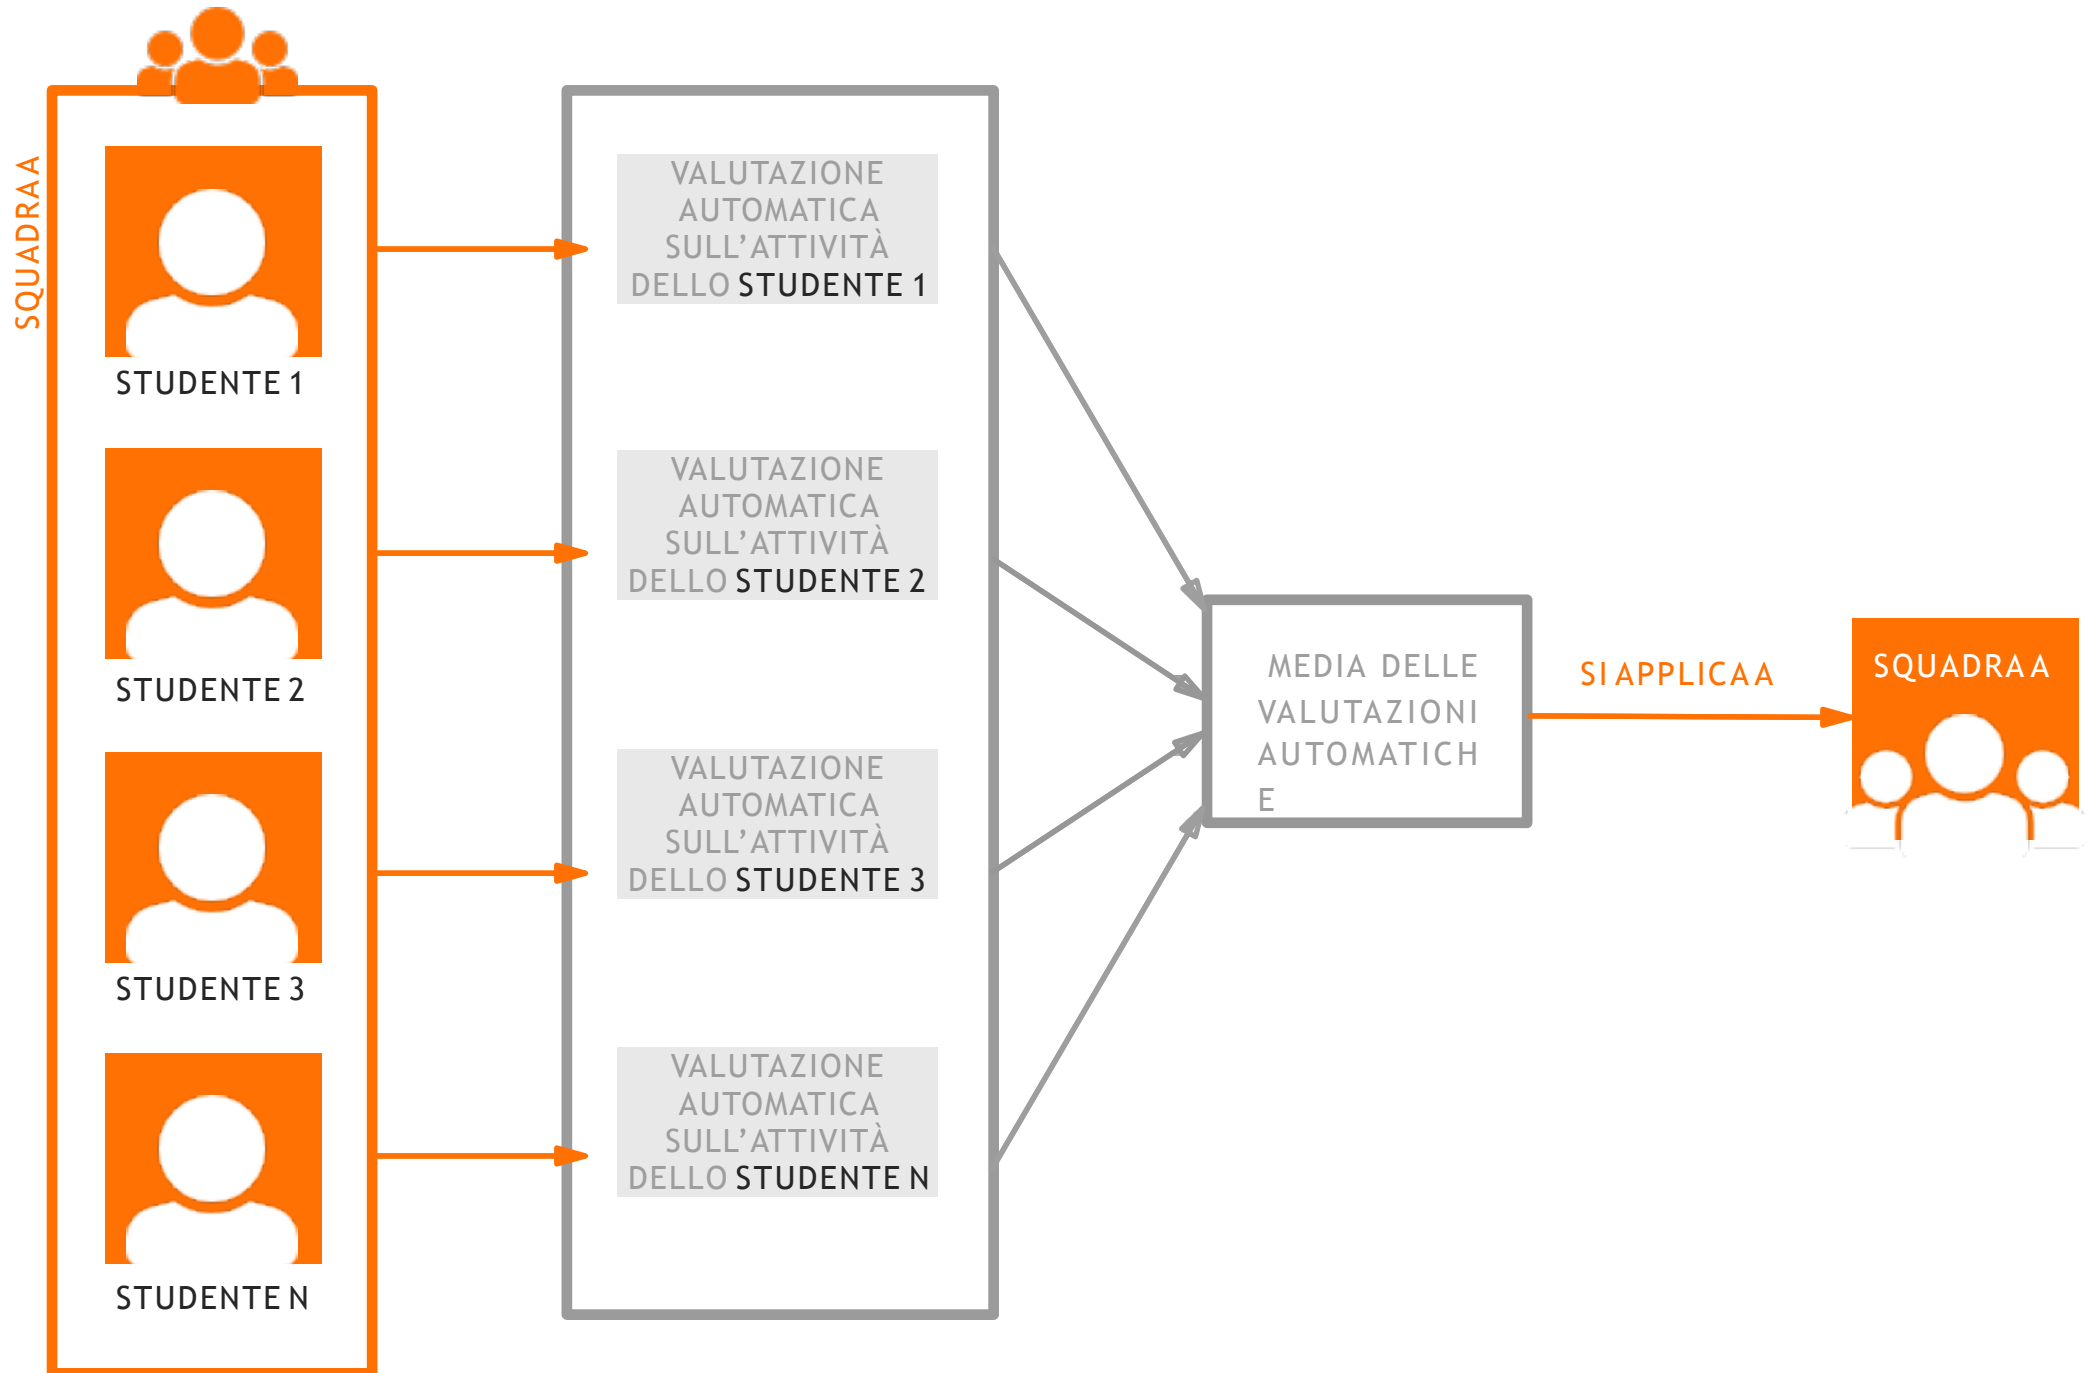 SQUADRA A
STUDENTE 1
STUDENTE 2
STUDENTE 3
STUDENTE N
VALUTAZIONE
AUTOMATICA
SULL’ATTIVITÀ
DELLO STUDENTE 1
VALUTAZIONE
AUTOMATICA
SULL’ATTIVITÀ
DELLO STUDENTE 2
VALUTAZIONE
AUTOMATICA
SULL’ATTIVITÀ
DELLO STUDENTE 3
VALUTAZIONE
AUTOMATICA
SULL’ATTIVITÀ
DELLO STUDENTE N
MEDIA DELLE
VALUTAZIONI
AUTOMATICH
E
SI APPLICA A
SQUADRA A